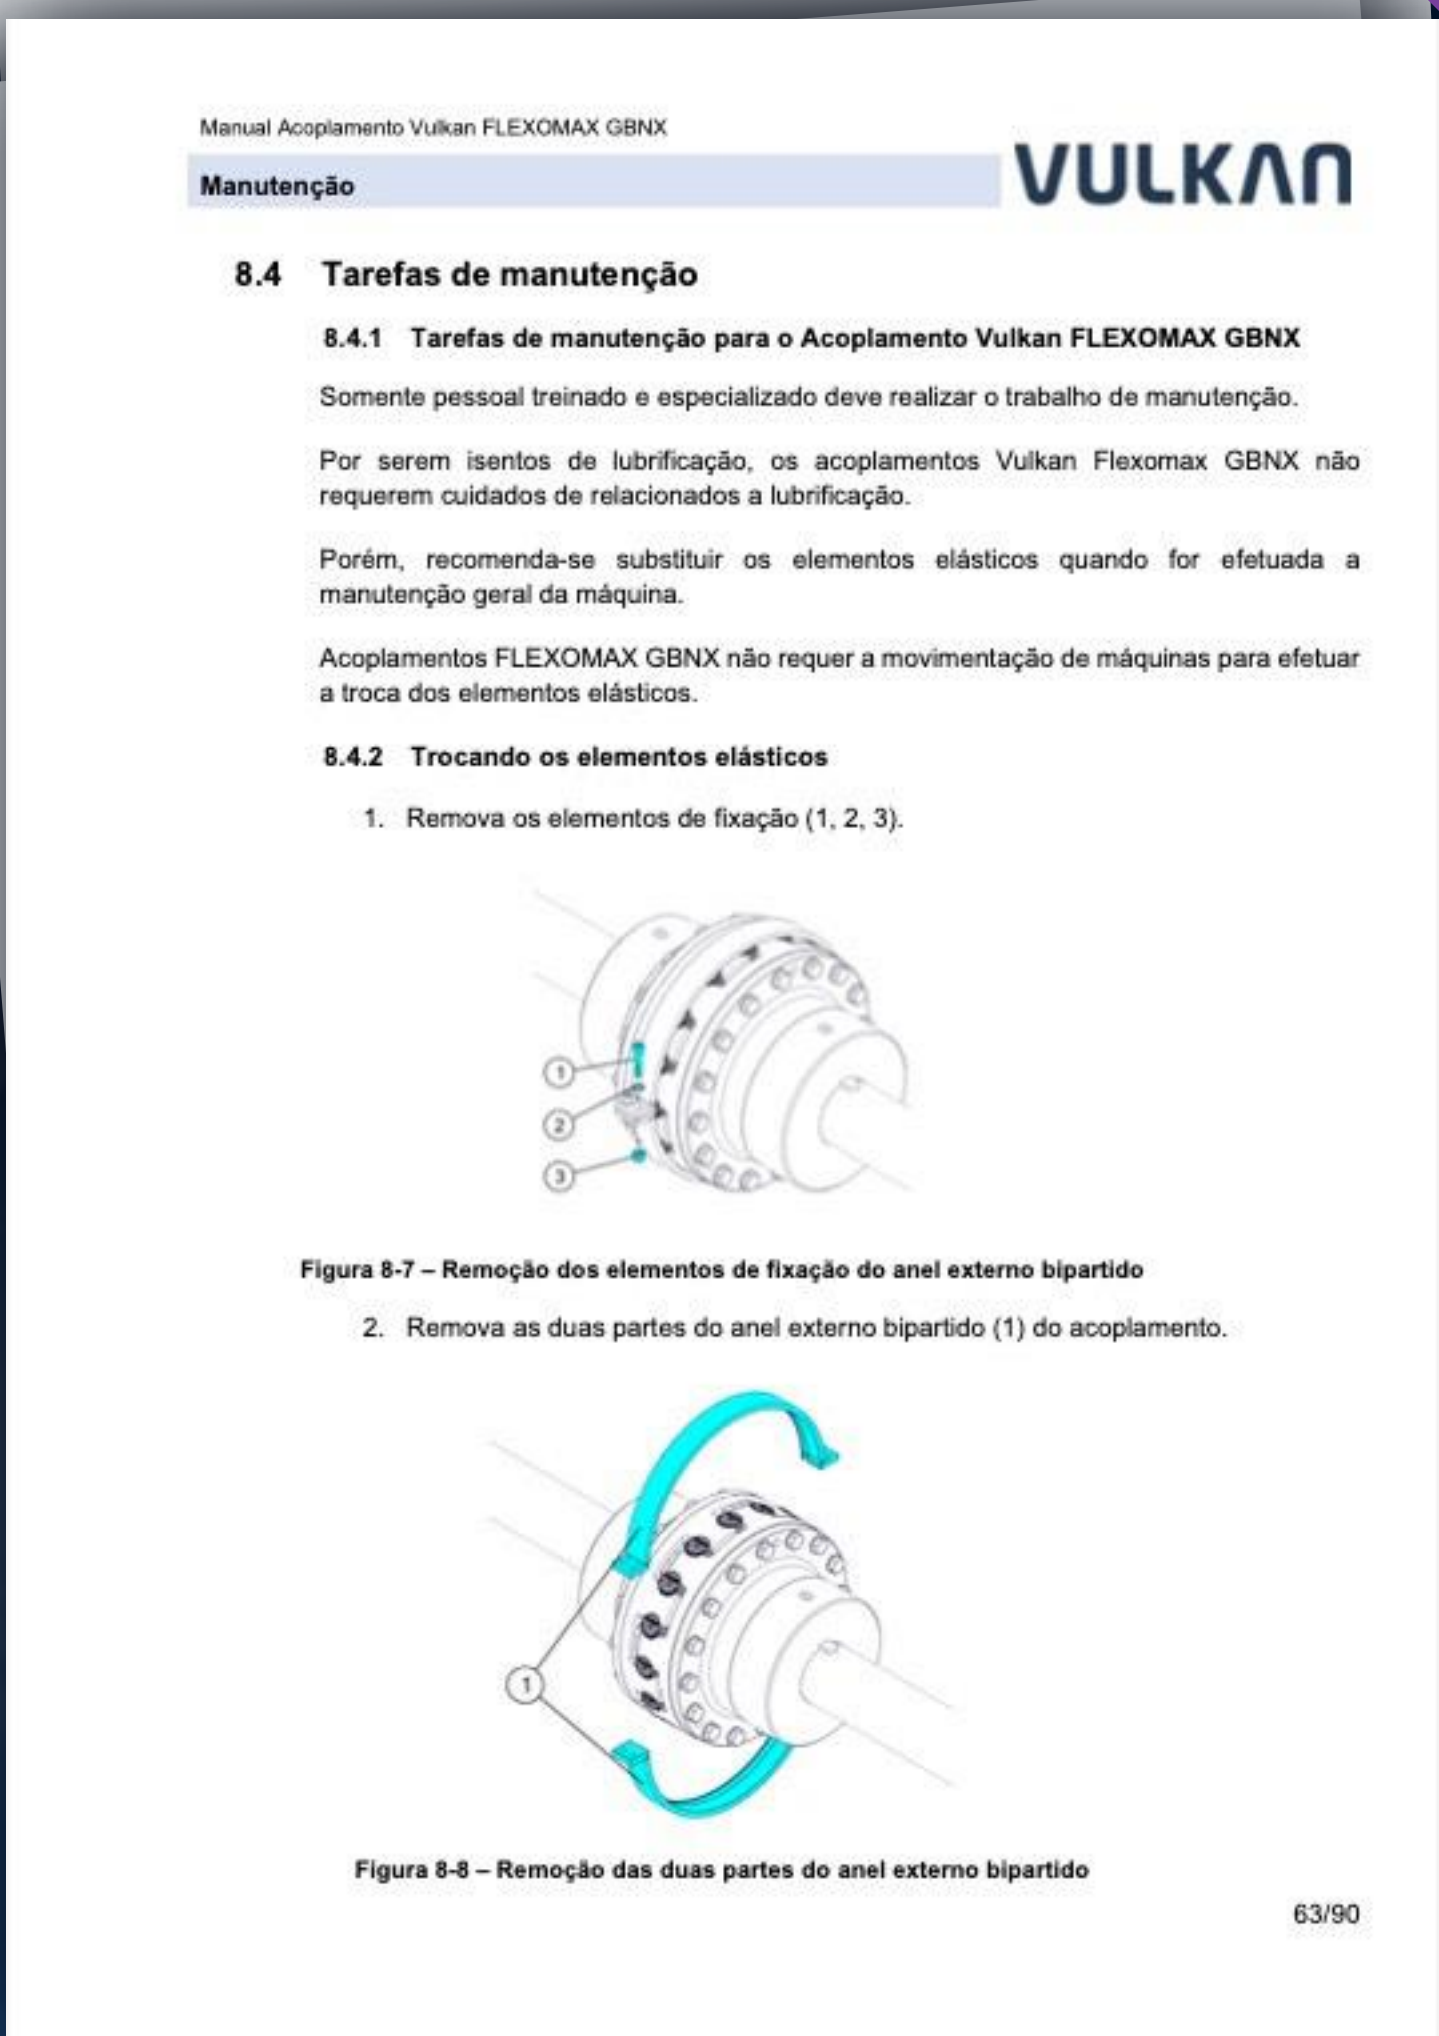 Manual Acoplamento Vulkan FLEXOMAX GBNX
Manutenção
VULKAN
8.4 Tarefas de manutenção
8.4.1 Tarefas de manutenção para o Acoplamento Vulkan FLEXOMAX GBNX
Somente pessoal treinado e especializado deve realizar o trabalho de manutenção.
Por serem isentos de lubrificação, os acoplamentos Vulkan Flexomax GBNX não
requerem cuidados de relacionados a lubrificação.
Porém, recomenda-se substituir os elementos elásticos quando for efetuada a
manutenção geral da máquina.
Acoplamentos FLEXOMAX GBNX não requer a movimentação de máquinas para efetuar
a troca dos elementos elásticos.
8.4.2 Trocando os elementos elásticos
1. Remova os elementos de fixação (1, 2, 3).
1
2
3
Figura 8-7 – Remoção dos elementos de fixação do anel externo bipartido
2. Remova as duas partes do anel externo bipartido (1) do acoplamento.
1
Figura 8-8 – Remoção das duas partes do anel externo bipartido
63/90